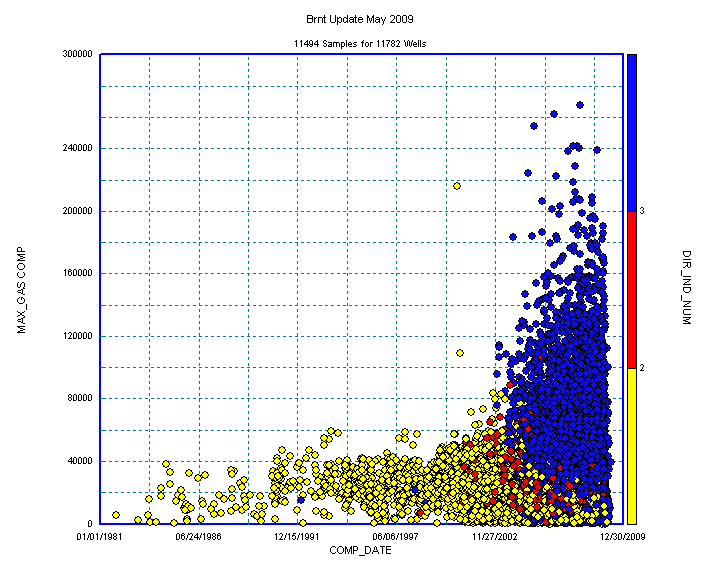 Brnt Update May 2009
11494 Samples for 11782 Wells
300000
240000
200000
160000
120000
80000
40000
0
MAX_GAS COMP
01/01/1981 06/24/1986 12/15/1991 06/06/1997 11/27/2002 12/30/2009
COMP_DATE
3
2
DIR_IND_NUM